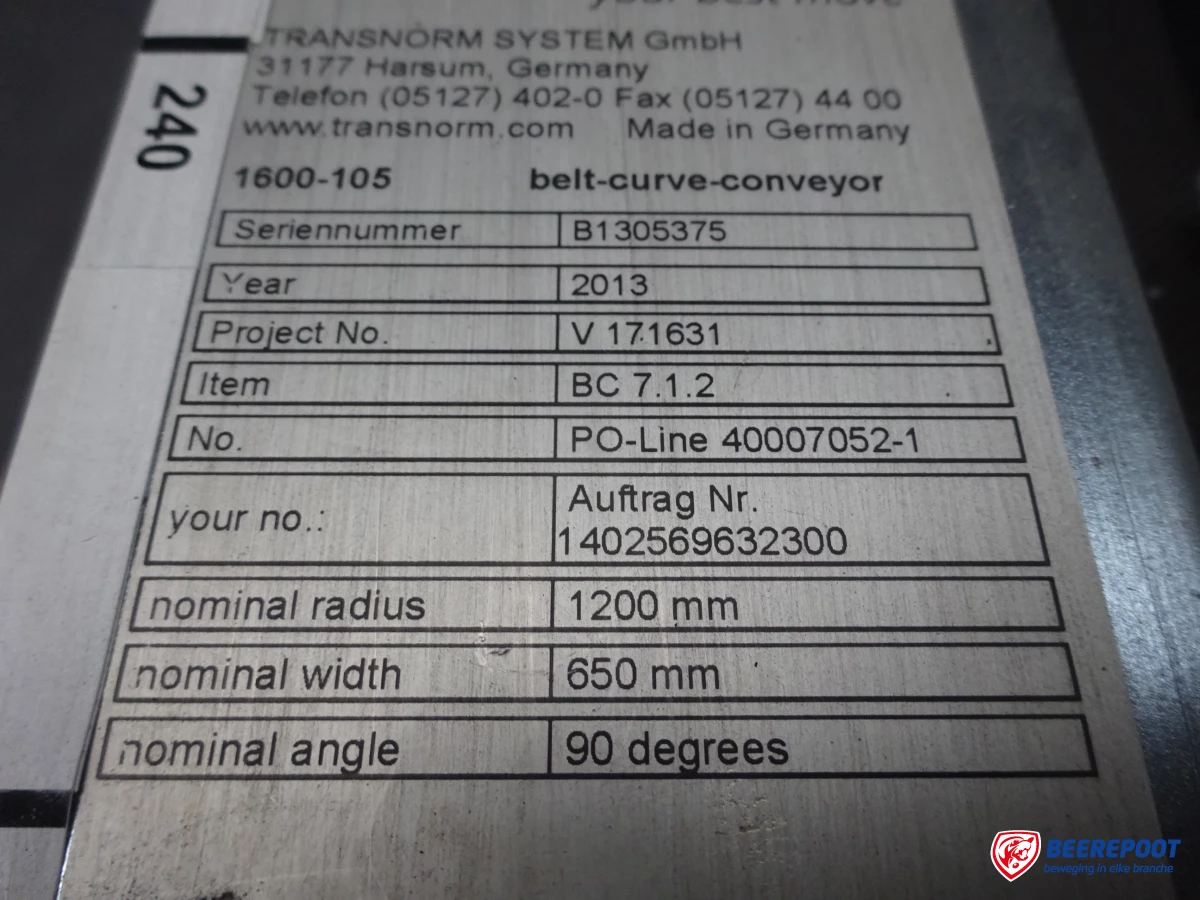 your best move
TRANSNORM SYSTEM GmbH
31177 Harsum, Germany
Telefon (05127) 402-0 Fax (05127) 44 00
www.transnorm.com Made in Germany
240
1600-105 belt-curve-conveyor
Seriennummer B1305375
Year 2013
Project No. V 171631
Item BC 7.1.2
No. PO-Line 40007052-1
your no.: Auftrag Nr.
1402569632300
nominal radius 1200 mm
nominal width 650 mm
nominal angle 90 degrees
BEEREPOOT
beweging in elke branche